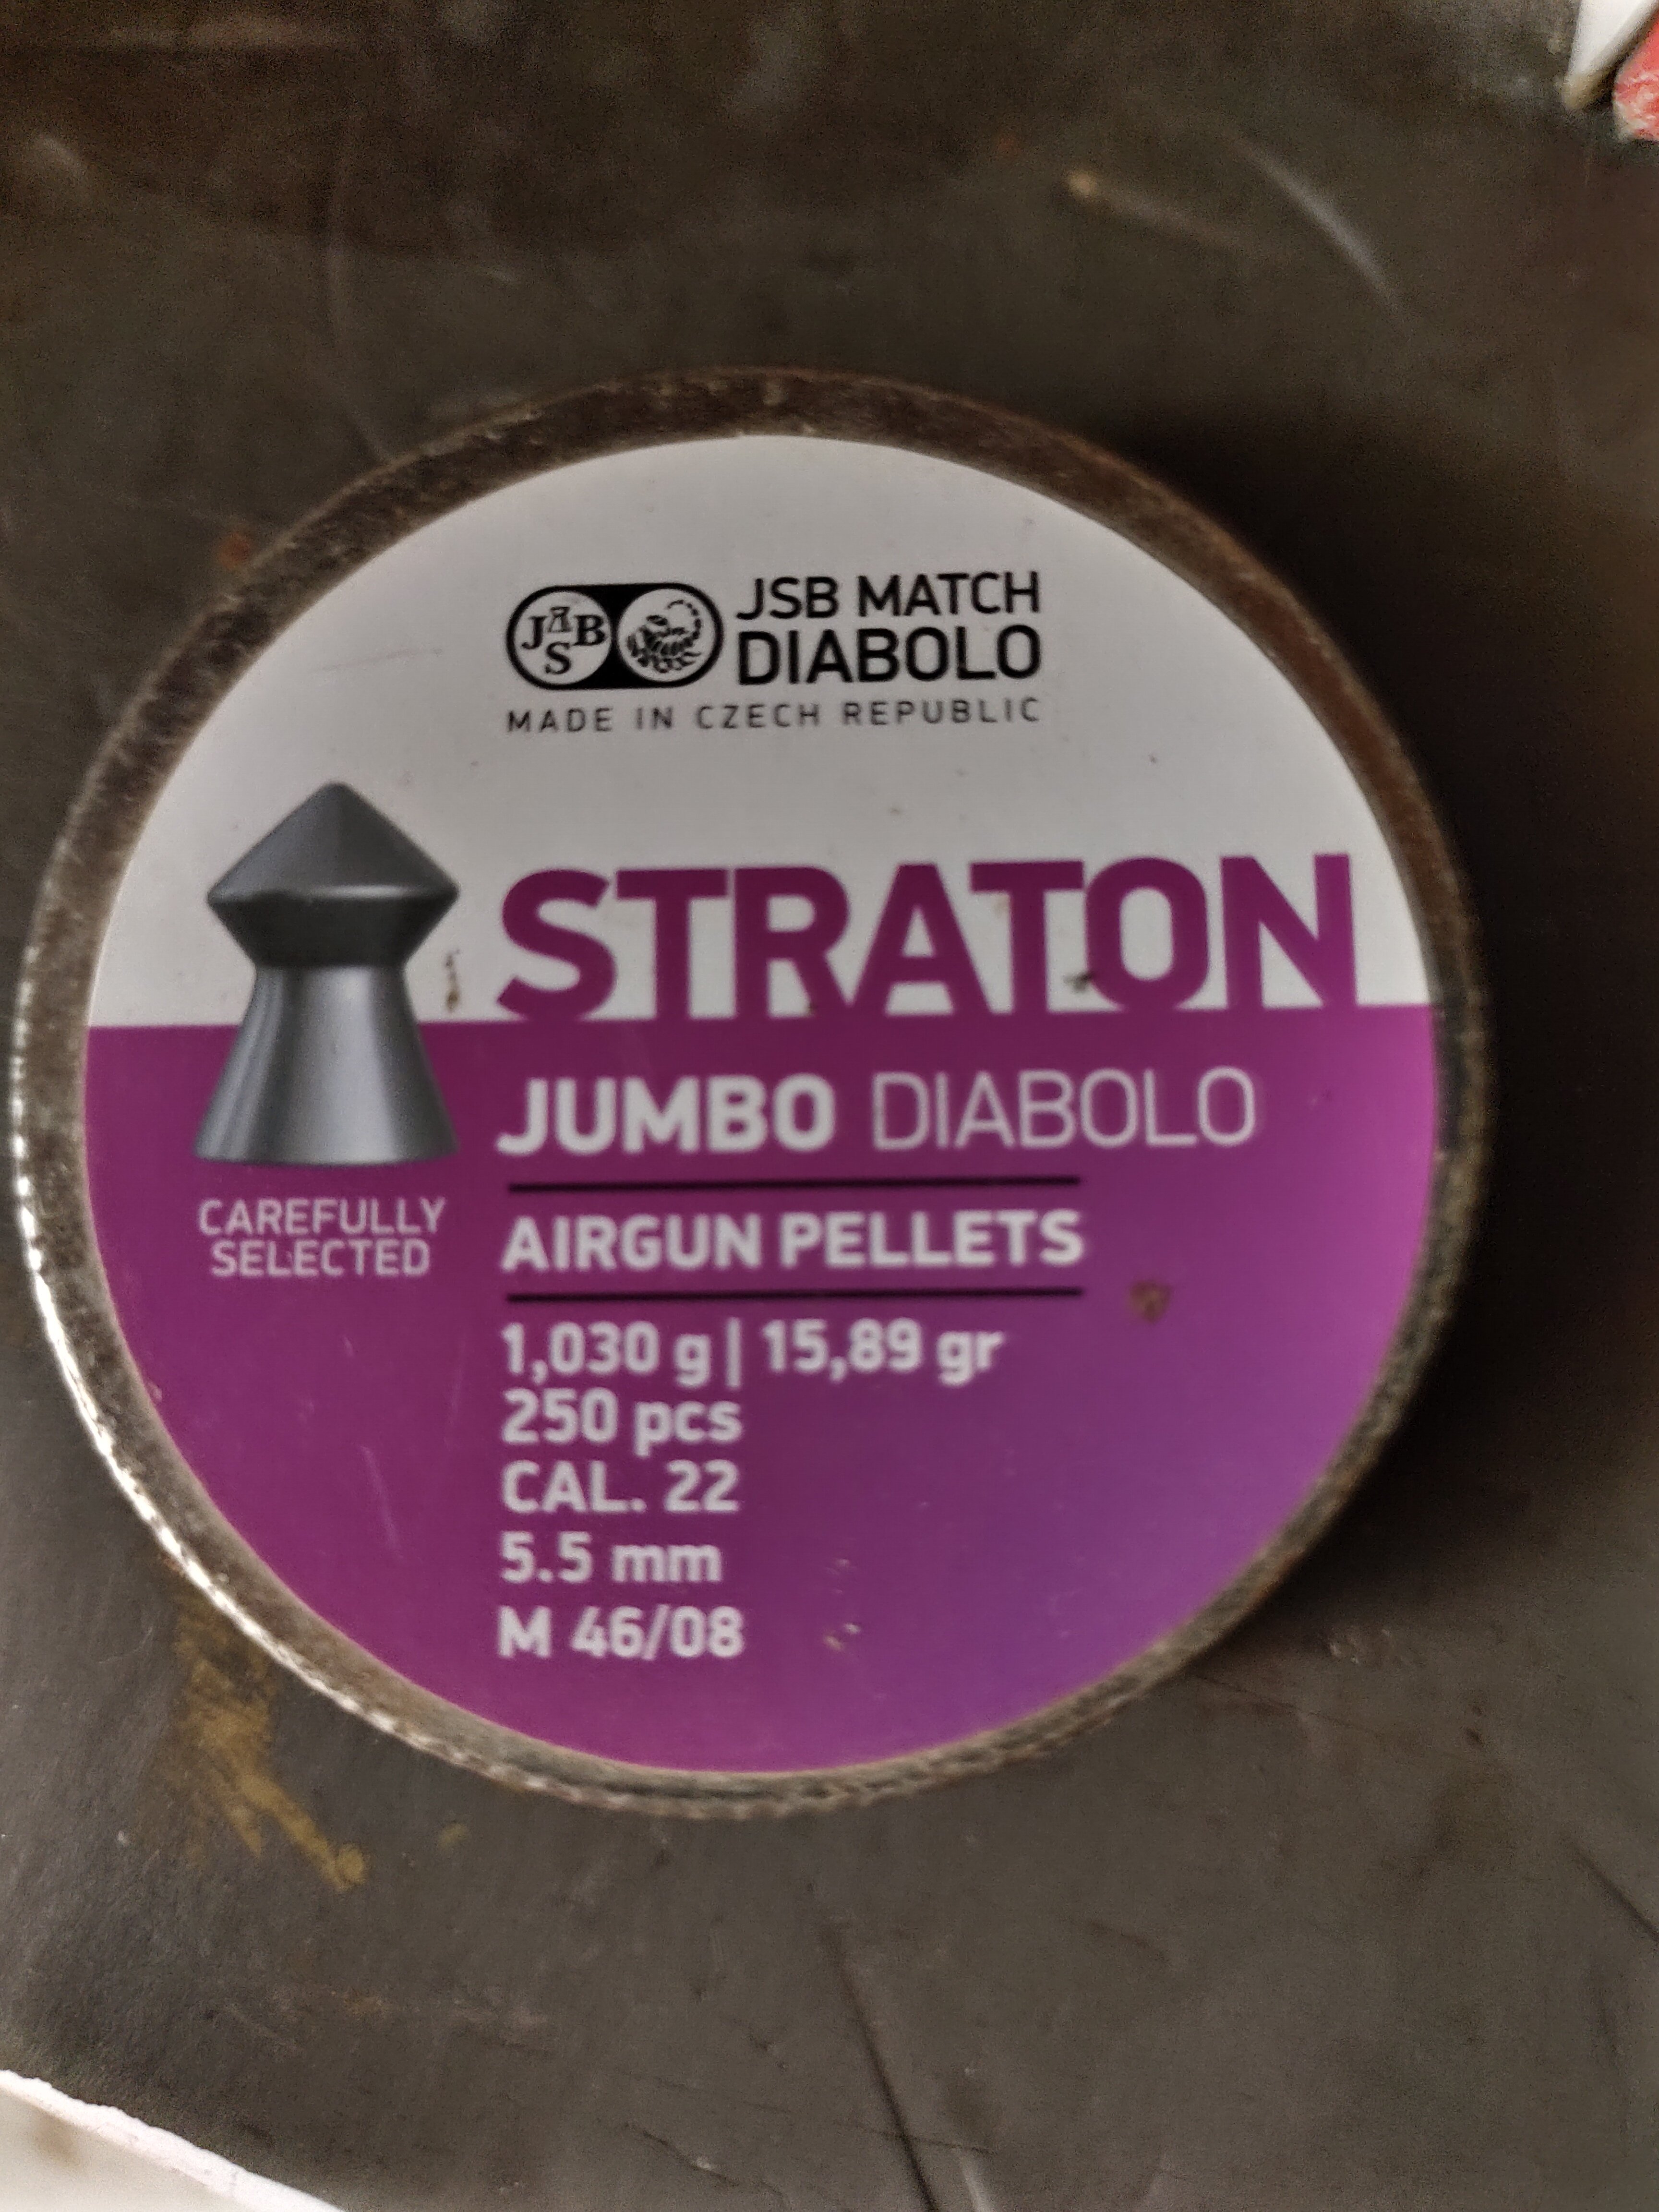 JSB
JSB MATCH
DIABOLO
MADE IN CZECH REPUBLIC
STRATON
JUMBO DIABOLO
CAREFULLY
SELECTED
AIRGUN PELLETS
1,030 g | 15,89 gr
250 pcs
CAL. 22
5.5 mm
M 46/08